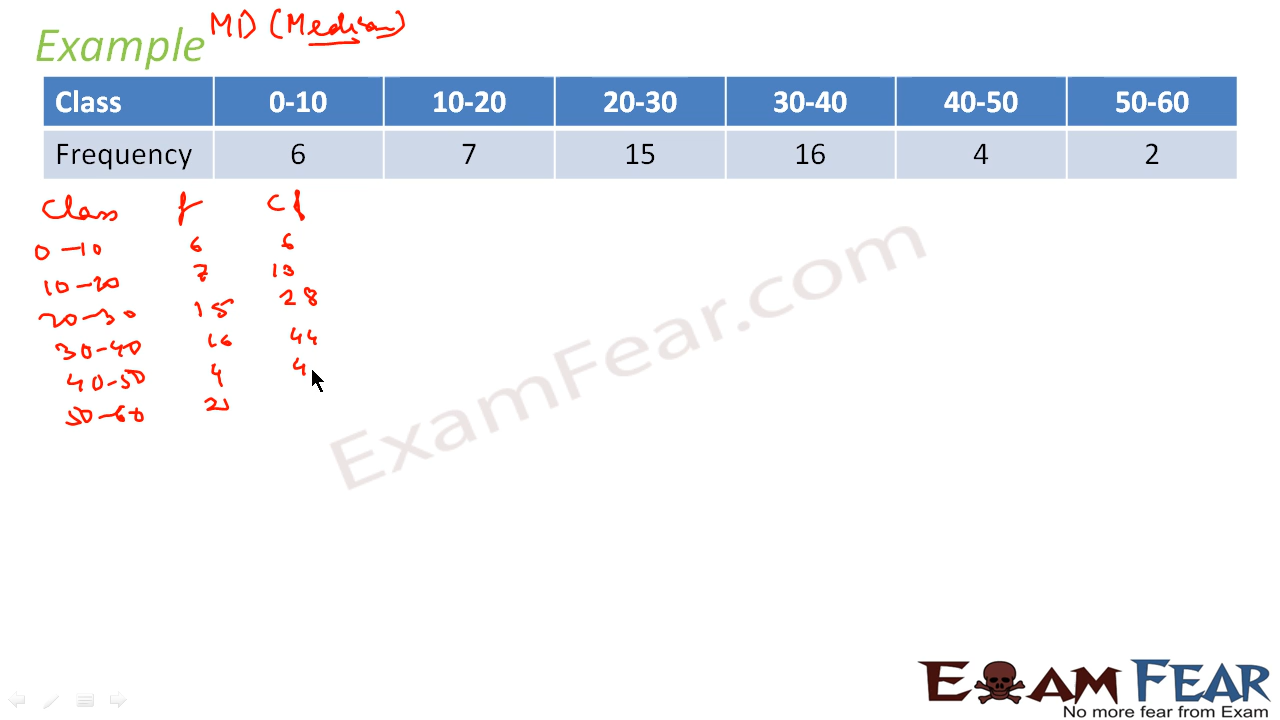 MD (Median)
Example
Class 0-10 10-20 20-30 30-40 40-50 50-60
Frequency 6 7 15 16 4 2
Class f cf
0-10 6 6
10-20 7 13
20-30 15 28
30-40 16 44
40-50 4 4
50-60 2
ExamFear.com
EXAM FEAR
No more fear from Exam